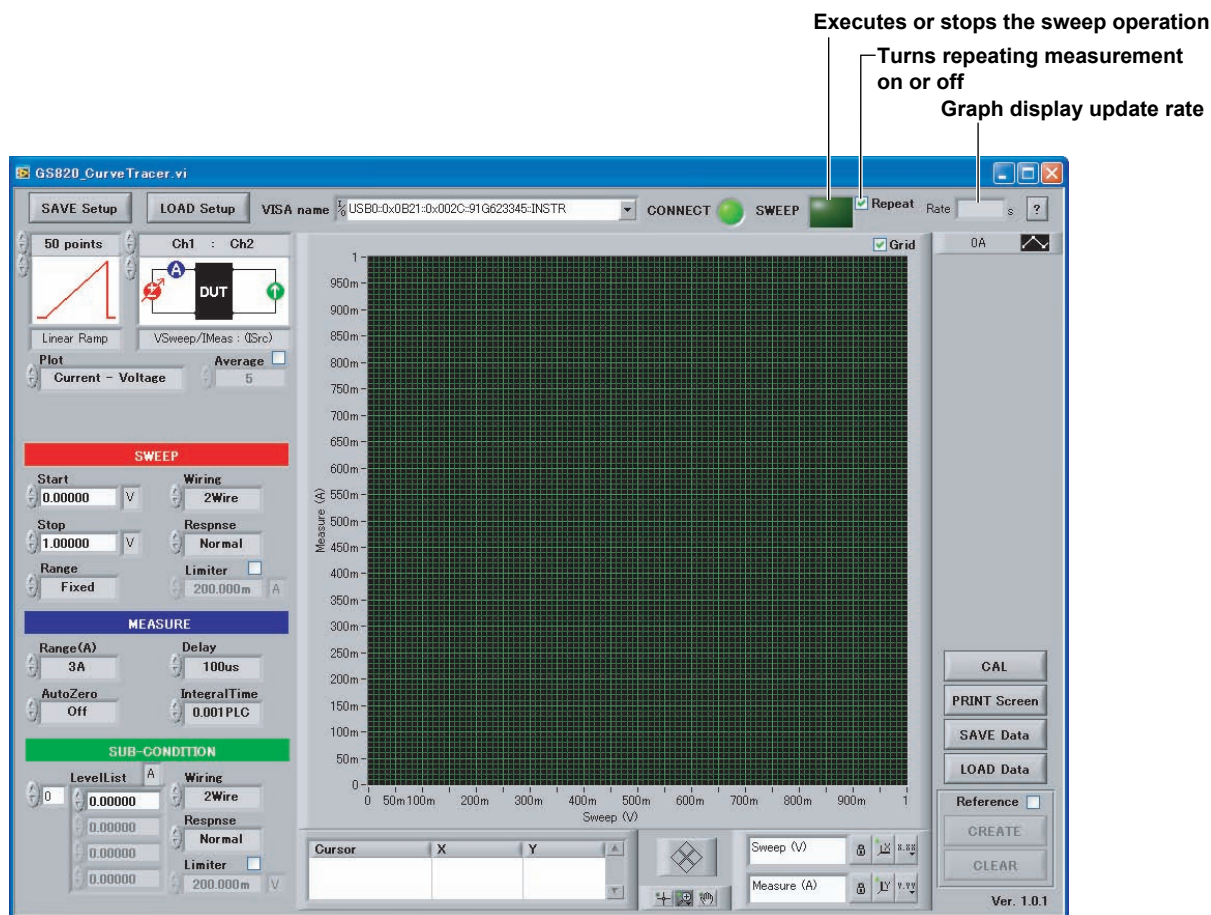 Executes or stops the sweep operation
Turns repeating measurement
on or off
Graph display update rate
GS820_CurveTracer.vi
SAVE Setup
LOAD Setup
VISA name
USB0::0x0B21::0x002C::91G623345::INSTR
CONNECT
SWEEP
Repeat
Rate
s
?
50 points
Ch1 : Ch2
A
DUT
Linear Ramp
VSweep/IMeas : (ISrc)
Plot
Current - Voltage
Average
5
SWEEP
Start
0.00000 V
Wiring
2Wire
Stop
1.00000 V
Respnse
Normal
Range
Fixed
Limiter
200.000m A
MEASURE
Range(A)
3A
Delay
100us
AutoZero
Off
IntegralTime
0.001PLC
SUB-CONDITION
LevelList A
0
0.00000
0.00000
0.00000
0.00000
Wiring
2Wire
Respnse
Normal
Limiter
200.000m V
Grid
1
950m
900m
850m
800m
750m
700m
650m
600m
550m
500m
450m
400m
350m
300m
250m
200m
150m
100m
50m
0
Measure (A)
0 50m 100m 200m 300m 400m 500m 600m 700m 800m 900m 1
Sweep (V)
Cursor X Y
Sweep (V)
X X.XX
Measure (A)
Y Y.YY
0A
CAL
PRINT Screen
SAVE Data
LOAD Data
Reference
CREATE
CLEAR
Ver. 1.0.1